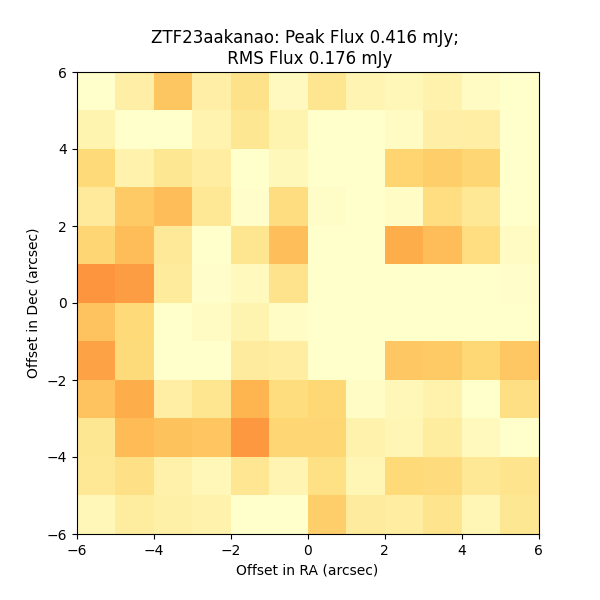 ZTF23aakanao: Peak Flux 0.416 mJy;
RMS Flux 0.176 mJy
6
4
2
0
−2
−4
−6
Offset in Dec (arcsec)
−6 −4 −2 0 2 4 6
Offset in RA (arcsec)